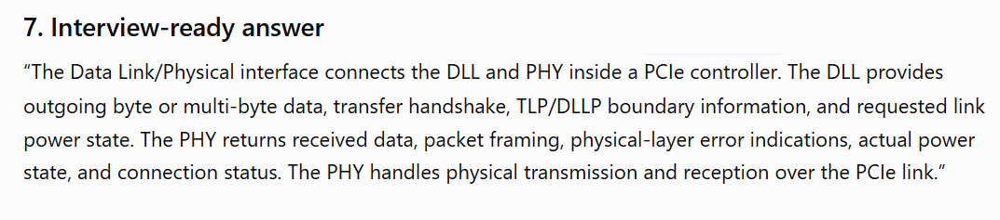 7. Interview-ready answer
“The Data Link/Physical interface connects the DLL and PHY inside a PCIe controller. The DLL provides
outgoing byte or multi-byte data, transfer handshake, TLP/DLLP boundary information, and requested link
power state. The PHY returns received data, packet framing, physical-layer error indications, actual power
state, and connection status. The PHY handles physical transmission and reception over the PCIe link.”